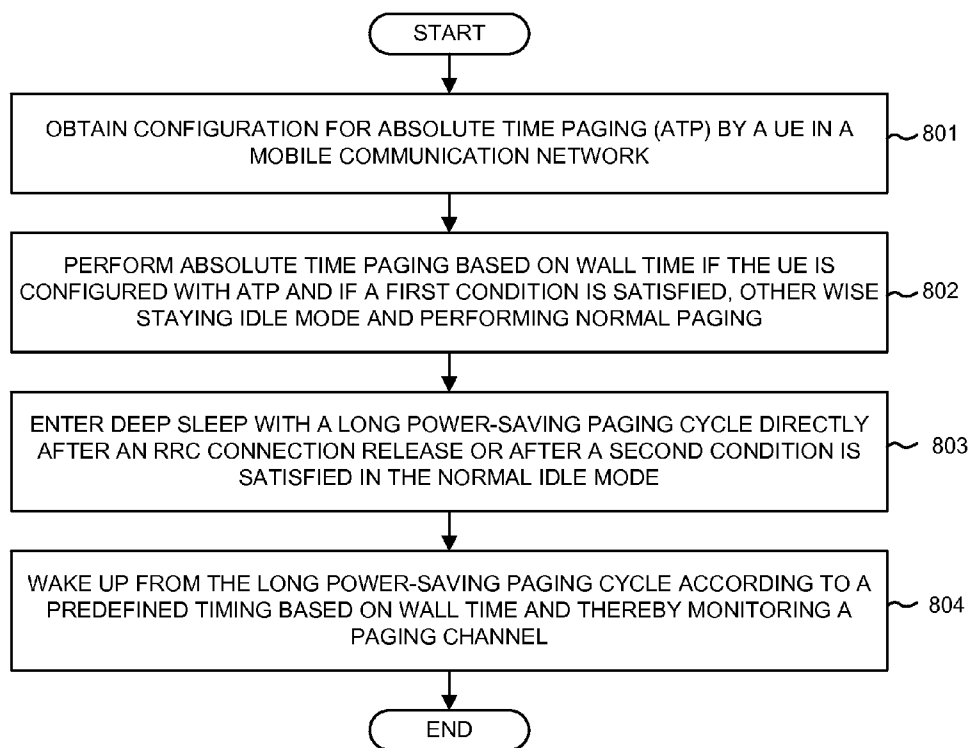 START
OBTAIN CONFIGURATION FOR ABSOLUTE TIME PAGING (ATP) BY A UE IN A
MOBILE COMMUNICATION NETWORK
801
PERFORM ABSOLUTE TIME PAGING BASED ON WALL TIME IF THE UE IS
CONFIGURED WITH ATP AND IF A FIRST CONDITION IS SATISFIED, OTHER WISE
STAYING IDLE MODE AND PERFORMING NORMAL PAGING
802
ENTER DEEP SLEEP WITH A LONG POWER-SAVING PAGING CYCLE DIRECTLY
AFTER AN RRC CONNECTION RELEASE OR AFTER A SECOND CONDITION IS
SATISFIED IN THE NORMAL IDLE MODE
803
WAKE UP FROM THE LONG POWER-SAVING PAGING CYCLE ACCORDING TO A
PREDEFINED TIMING BASED ON WALL TIME AND THEREBY MONITORING A
PAGING CHANNEL
804
END